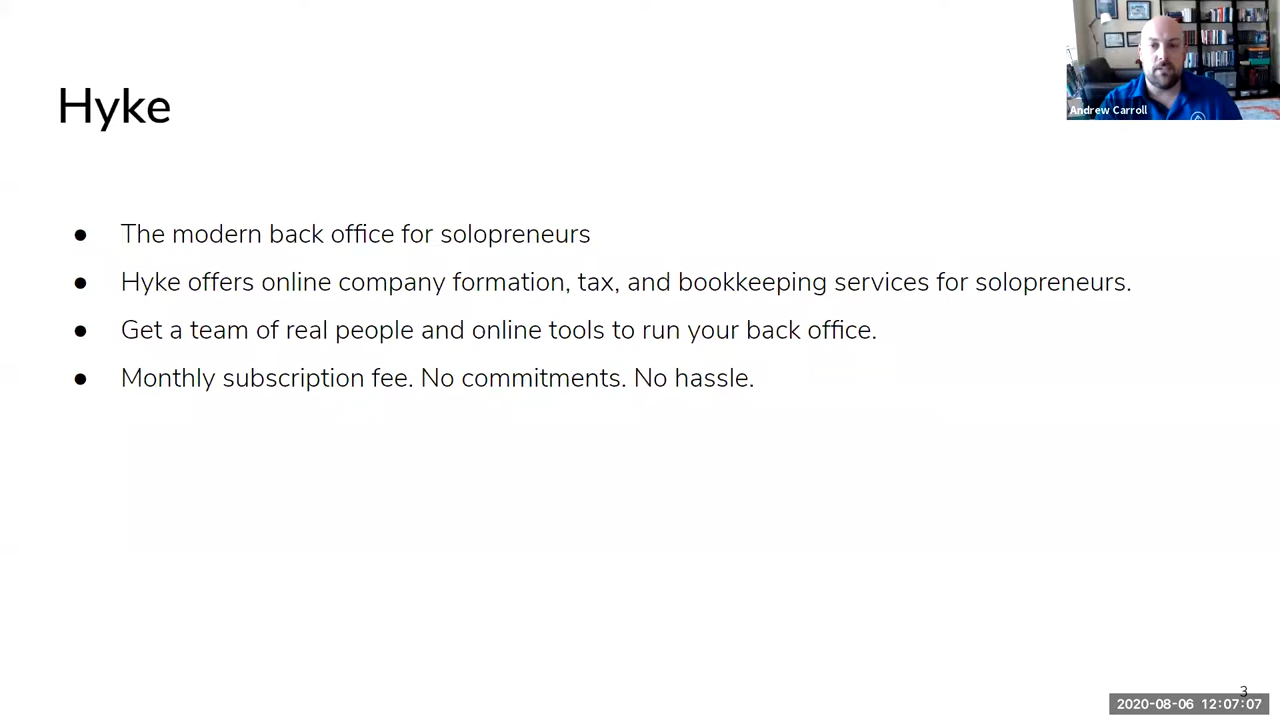 Andrew Carroll
Hyke
● The modern back office for solopreneurs
● Hyke offers online company formation, tax, and bookkeeping services for solopreneurs.
● Get a team of real people and online tools to run your back office.
● Monthly subscription fee. No commitments. No hassle.
3
2020-08-06 12:07:07